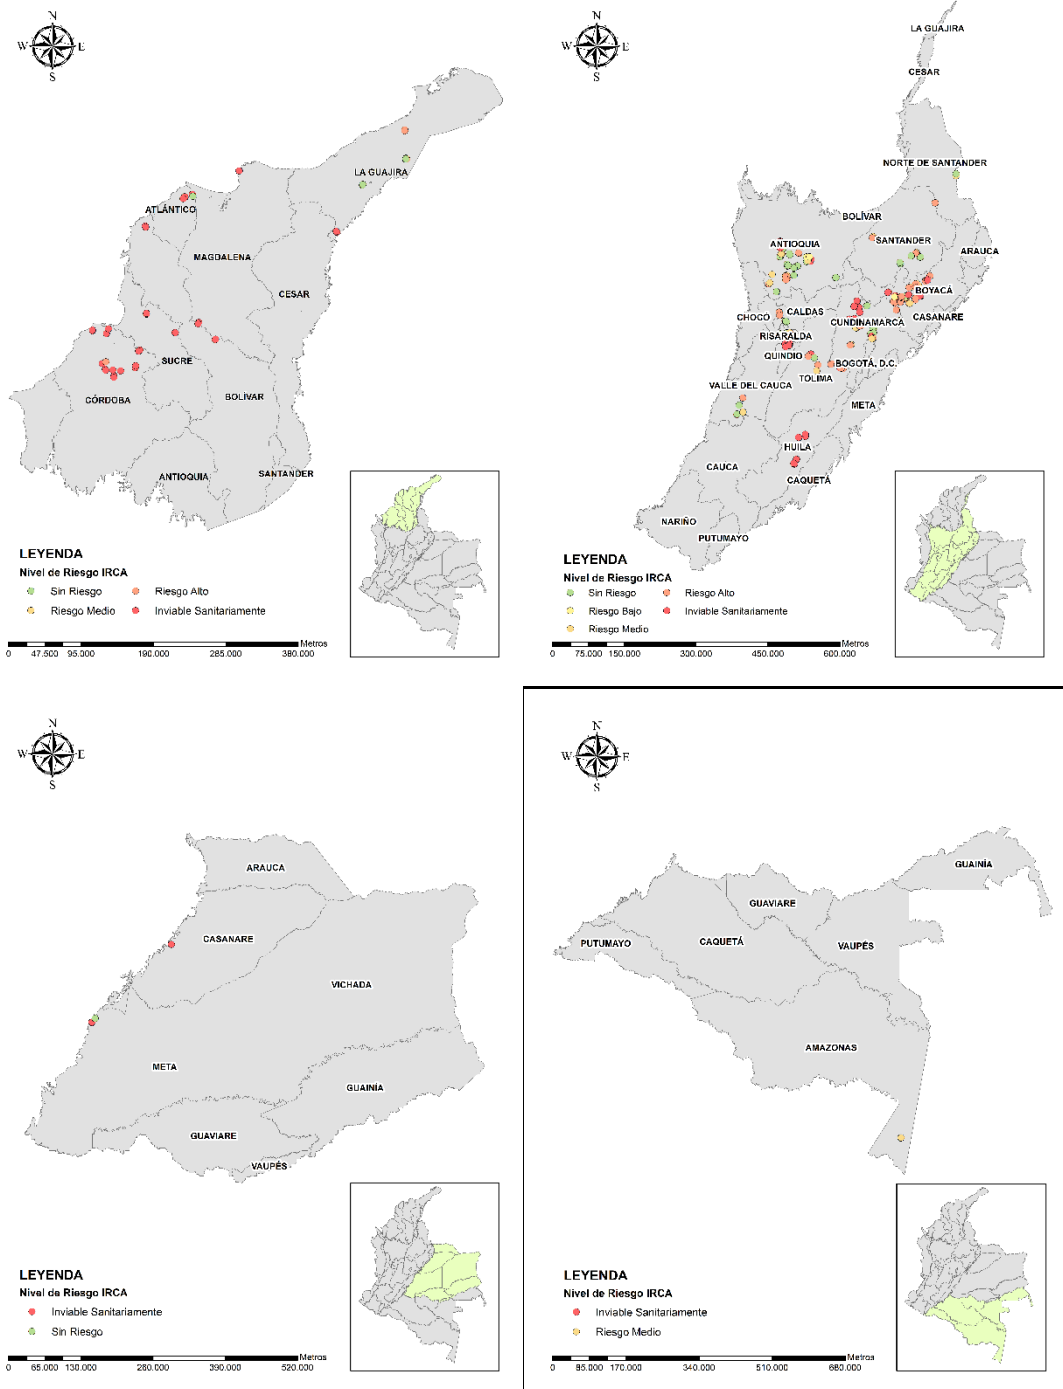 N
W E
S
LA GUAJIRA
ATLÁNTICO
MAGDALENA
CESAR
SUCRE
BOLÍVAR
CÓRDOBA
ANTIOQUIA
SANTANDER
LEYENDA
Nivel de Riesgo IRCA
Sin Riesgo
Riesgo Alto
Riesgo Medio
Inviable Sanitariamente
Metros
0 47.500 95.000 190.000 285.000 380.000
N
W E
S
LA GUAJIRA
CESAR
NORTE DE SANTANDER
BOLÍVAR
ANTIOQUIA
SANTANDER
ARAUCA
BOYACÁ
CHOCÓ
CALDAS
CASANARE
CUNDINAMARCA
RISARALDA
QUINDIO
BOGOTÁ, D.C.
TOLIMA
VALLE DEL CAUCA
META
HUILA
CAUCA
CAQUETÁ
NARIÑO
PUTUMAYO
LEYENDA
Nivel de Riesgo IRCA
Sin Riesgo
Riesgo Alto
Riesgo Bajo
Inviable Sanitariamente
Riesgo Medio
Metros
0 75.000 150.000 300.000 450.000 600.000
N
W E
S
ARAUCA
CASANARE
VICHADA
META
GUAINÍA
GUAVIARE
VAUPÉS
LEYENDA
Nivel de Riesgo IRCA
Inviable Sanitariamente
Sin Riesgo
Metros
0 65.000 130.000 260.000 390.000 520.000
N
W E
S
GUAINÍA
GUAVIARE
PUTUMAYO
CAQUETÁ
VAUPÉS
AMAZONAS
LEYENDA
Nivel de Riesgo IRCA
Inviable Sanitariamente
Riesgo Medio
Metros
0 85.000 170.000 340.000 510.000 680.000